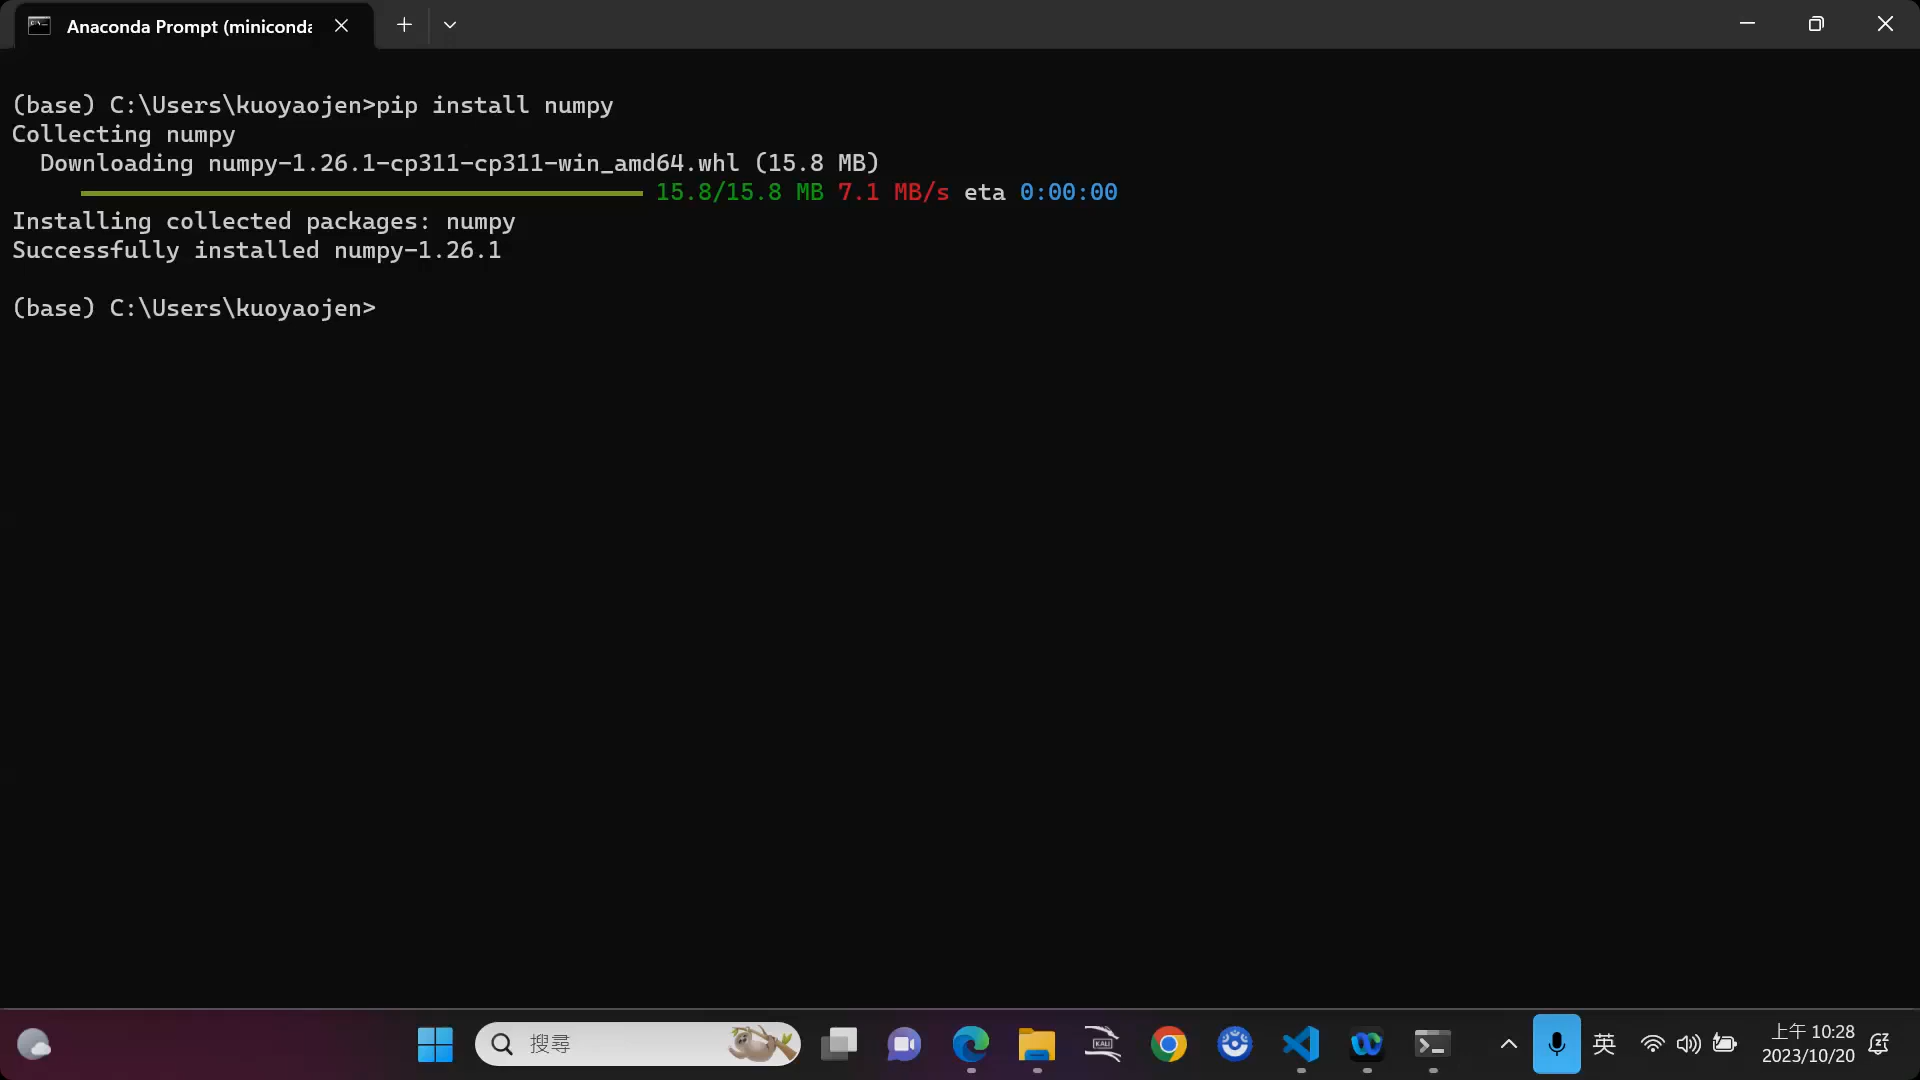 Anaconda Prompt (miniconda
(base) C:\Users\kuoyaojen>pip install numpy
Collecting numpy
  Downloading numpy-1.26.1-cp311-cp311-win_amd64.whl (15.8 MB)
     15.8/15.8 MB 7.1 MB/s eta 0:00:00
Installing collected packages: numpy
Successfully installed numpy-1.26.1
(base) C:\Users\kuoyaojen>
搜尋
KALI
英
上午 10:28
2023/10/20